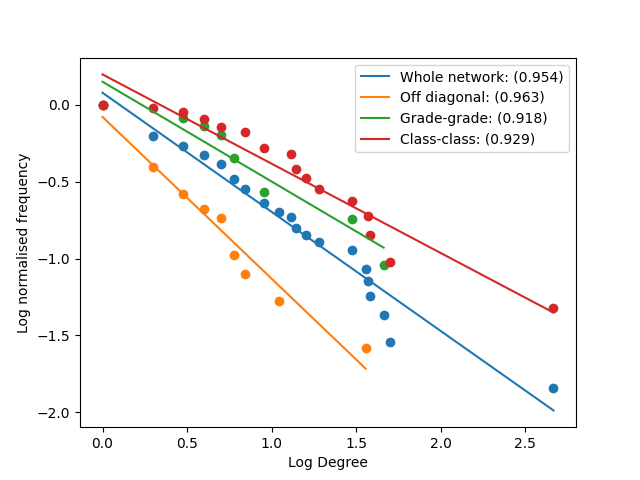 Whole network: (0.954)
Off diagonal: (0.963)
Grade-grade: (0.918)
Class-class: (0.929)
Log normalised frequency
0.0
−0.5
−1.0
−1.5
−2.0
0.0 0.5 1.0 1.5 2.0 2.5
Log Degree